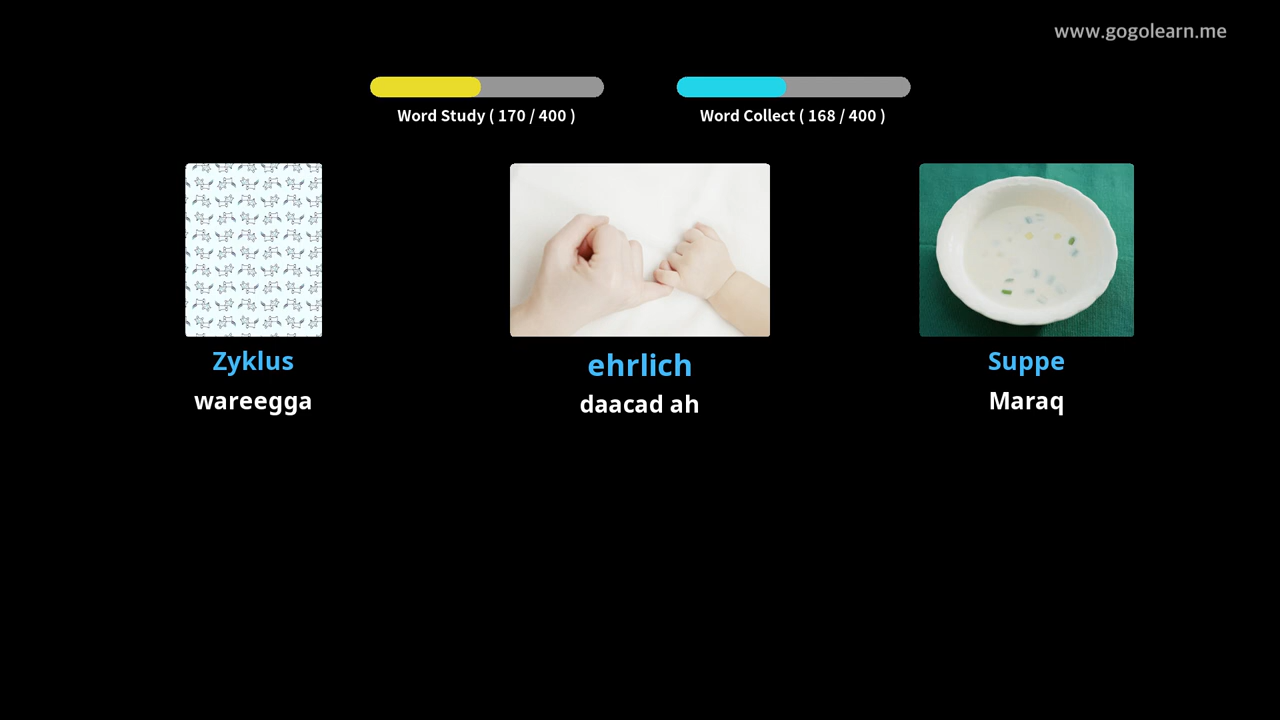 www.gogolearn.me
Word Study ( 170 / 400 )
Word Collect ( 168 / 400 )
Zyklus
wareegga
ehrlich
daacad ah
Suppe
Maraq